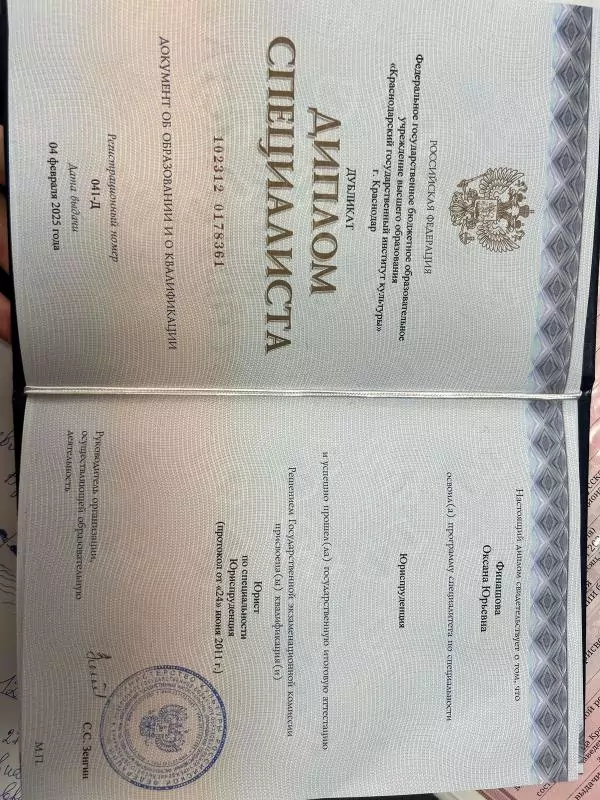 РОССИЙСКАЯ ФЕДЕРАЦИЯ
Федеральное государственное бюджетное образовательное
учреждение высшего образования
«Краснодарский государственный институт культуры»
г. Краснодар
ДУБЛИКАТ
ДИПЛОМ
СПЕЦИАЛИСТА
102312 0178361
ДОКУМЕНТ ОБ ОБРАЗОВАНИИ И О КВАЛИФИКАЦИИ
Регистрационный номер
041-Д
Дата выдачи
04 февраля 2025 года
Настоящий диплом свидетельствует о том, что
Финашова
Оксана Юрьевна
освоил(а) программу специалитета по специальности
Юриспруденция
и успешно прошел(ла) государственную итоговую аттестацию
Решением Государственной экзаменационной комиссии
присвоена(ы) квалификация(и)
Юрист
по специальности
Юриспруденция
(протокол от «24» июня 2011 г.)
Руководитель организации,
осуществляющей образовательную
деятельность
С.С. Зенгин
М.П.